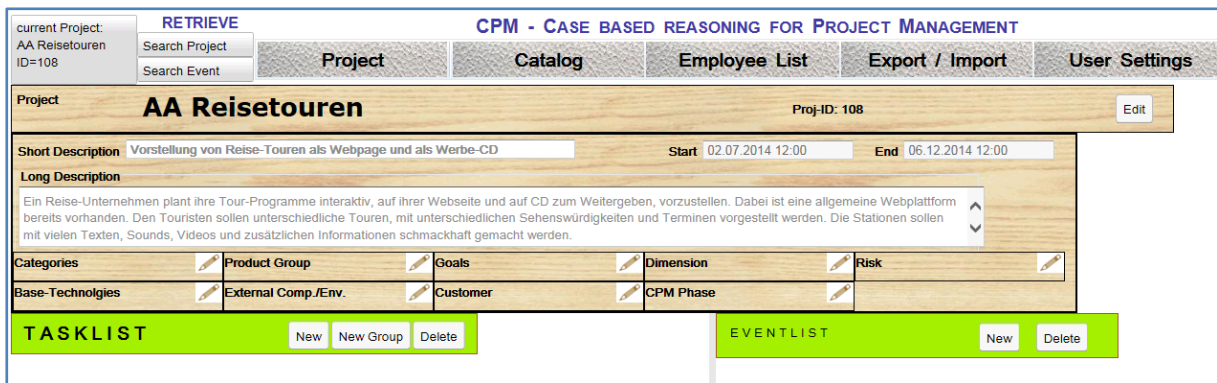 current Project:
AA Reisetouren
ID=108
RETRIEVE
Search Project
Search Event
CPM - CASE BASED REASONING FOR PROJECT MANAGEMENT
Project Catalog Employee List Export / Import User Settings
Project AA Reisetouren Proj-ID: 108 Edit
Short Description Vorstellung von Reise-Touren als Webpage und als Werbe-CD Start 02.07.2014 12:00 End 06.12.2014 12:00
Long Description
Ein Reise-Unternehmen plant ihre Tour-Programme interaktiv, auf ihrer Webseite und auf CD zum Weitergeben, vorzustellen. Dabei ist eine allgemeine Webplattform
bereits vorhanden. Den Touristen sollen unterschiedliche Touren, mit unterschiedlichen Sehenswürdigkeiten und Terminen vorgestellt werden. Die Stationen sollen
mit vielen Texten, Sounds, Videos und zusätzlichen Informationen schmackhaft gemacht werden.
Categories Product Group Goals Dimension Risk
Base-Technolgies External Comp./Env. Customer CPM Phase
TASKLIST New New Group Delete EVENTLIST New Delete